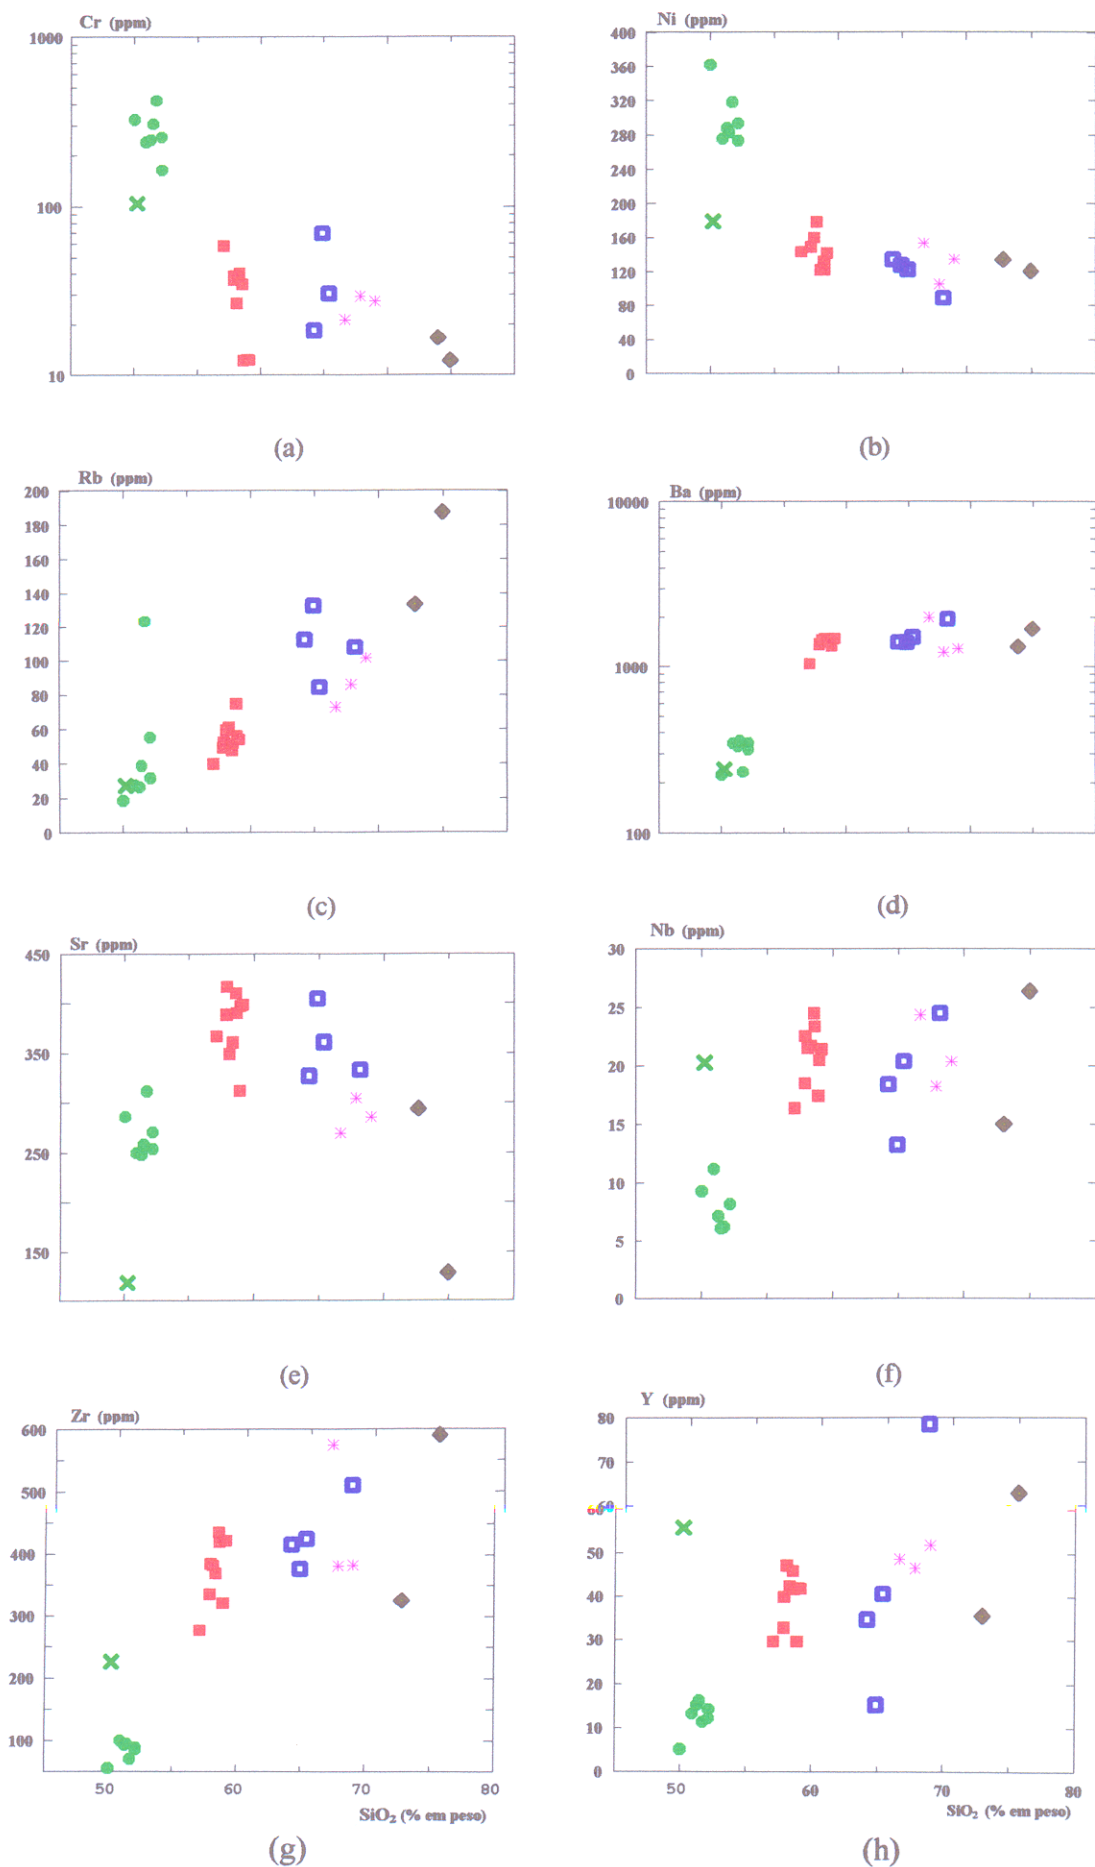 Cr (ppm)
1000
100
10
(a)
Ni (ppm)
400
360
320
280
240
200
160
120
80
40
0
(b)
Rb (ppm)
200
180
160
140
120
100
80
60
40
20
0
(c)
Ba (ppm)
10000
1000
100
(d)
Sr (ppm)
450
350
250
150
(e)
Nb (ppm)
30
25
20
15
10
5
0
(f)
Zr (ppm)
600
500
400
300
200
100
50 60 70 80
SiO₂ (% em peso)
(g)
Y (ppm)
80
70
60
50
40
30
20
10
0
50 60 70 80
SiO₂ (% em peso)
(h)